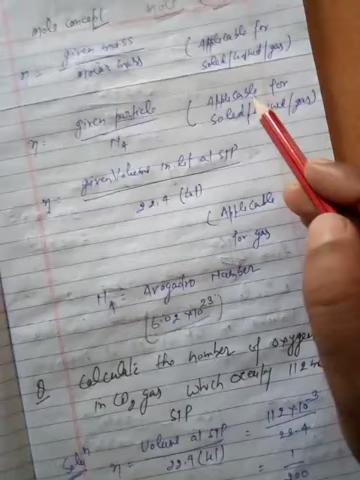 mole concept
n = given mass / molar mass (Applicable for
solid/liquid/gas)
n = given particle / NA (Applicable for
solid/ /gas)
n = given Volume in lit at STP / 22.4 (lit)
(Applicable
for gas
NA = Avogadro Number
(6.02 × 10^23)
Q Calculate the number of oxygen
in CO2 gas which occupy 112 m
STP
Soln n = Volume at STP / 22.4 (lit) = 112 × 10^-3 / 22.4
= 1 / 200